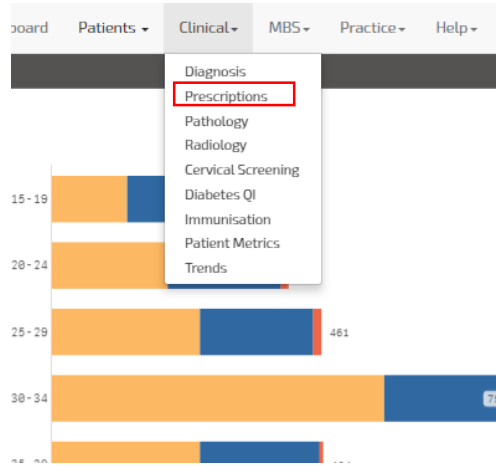 Patients Clinical MBS Practice Help
Diagnosis
Prescriptions
Pathology
Radiology
Cervical Screening
Diabetes QI
Immunisation
Patient Metrics
Trends
15-19
20-24
25-29 461
30-34